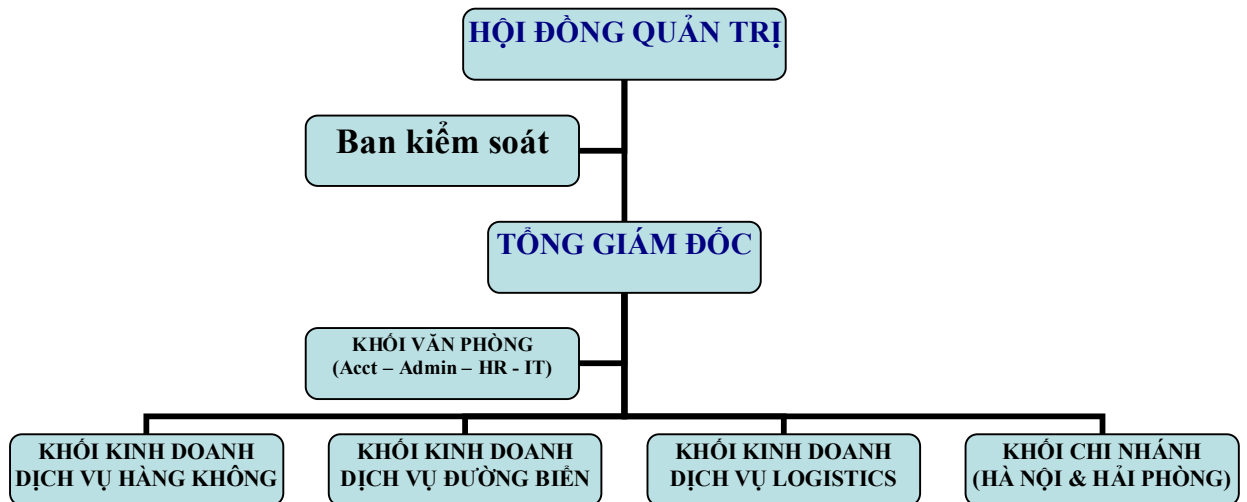 HỘI ĐỒNG QUẢN TRỊ
Ban kiểm soát
TỔNG GIÁM ĐỐC
KHỐI VĂN PHÒNG
(Acct – Admin – HR - IT)
KHỐI KINH DOANH
DỊCH VỤ HÀNG KHÔNG
KHỐI KINH DOANH
DỊCH VỤ ĐƯỜNG BIỂN
KHỐI KINH DOANH
DỊCH VỤ LOGISTICS
KHỐI CHI NHÁNH
(HÀ NỘI & HẢI PHÒNG)